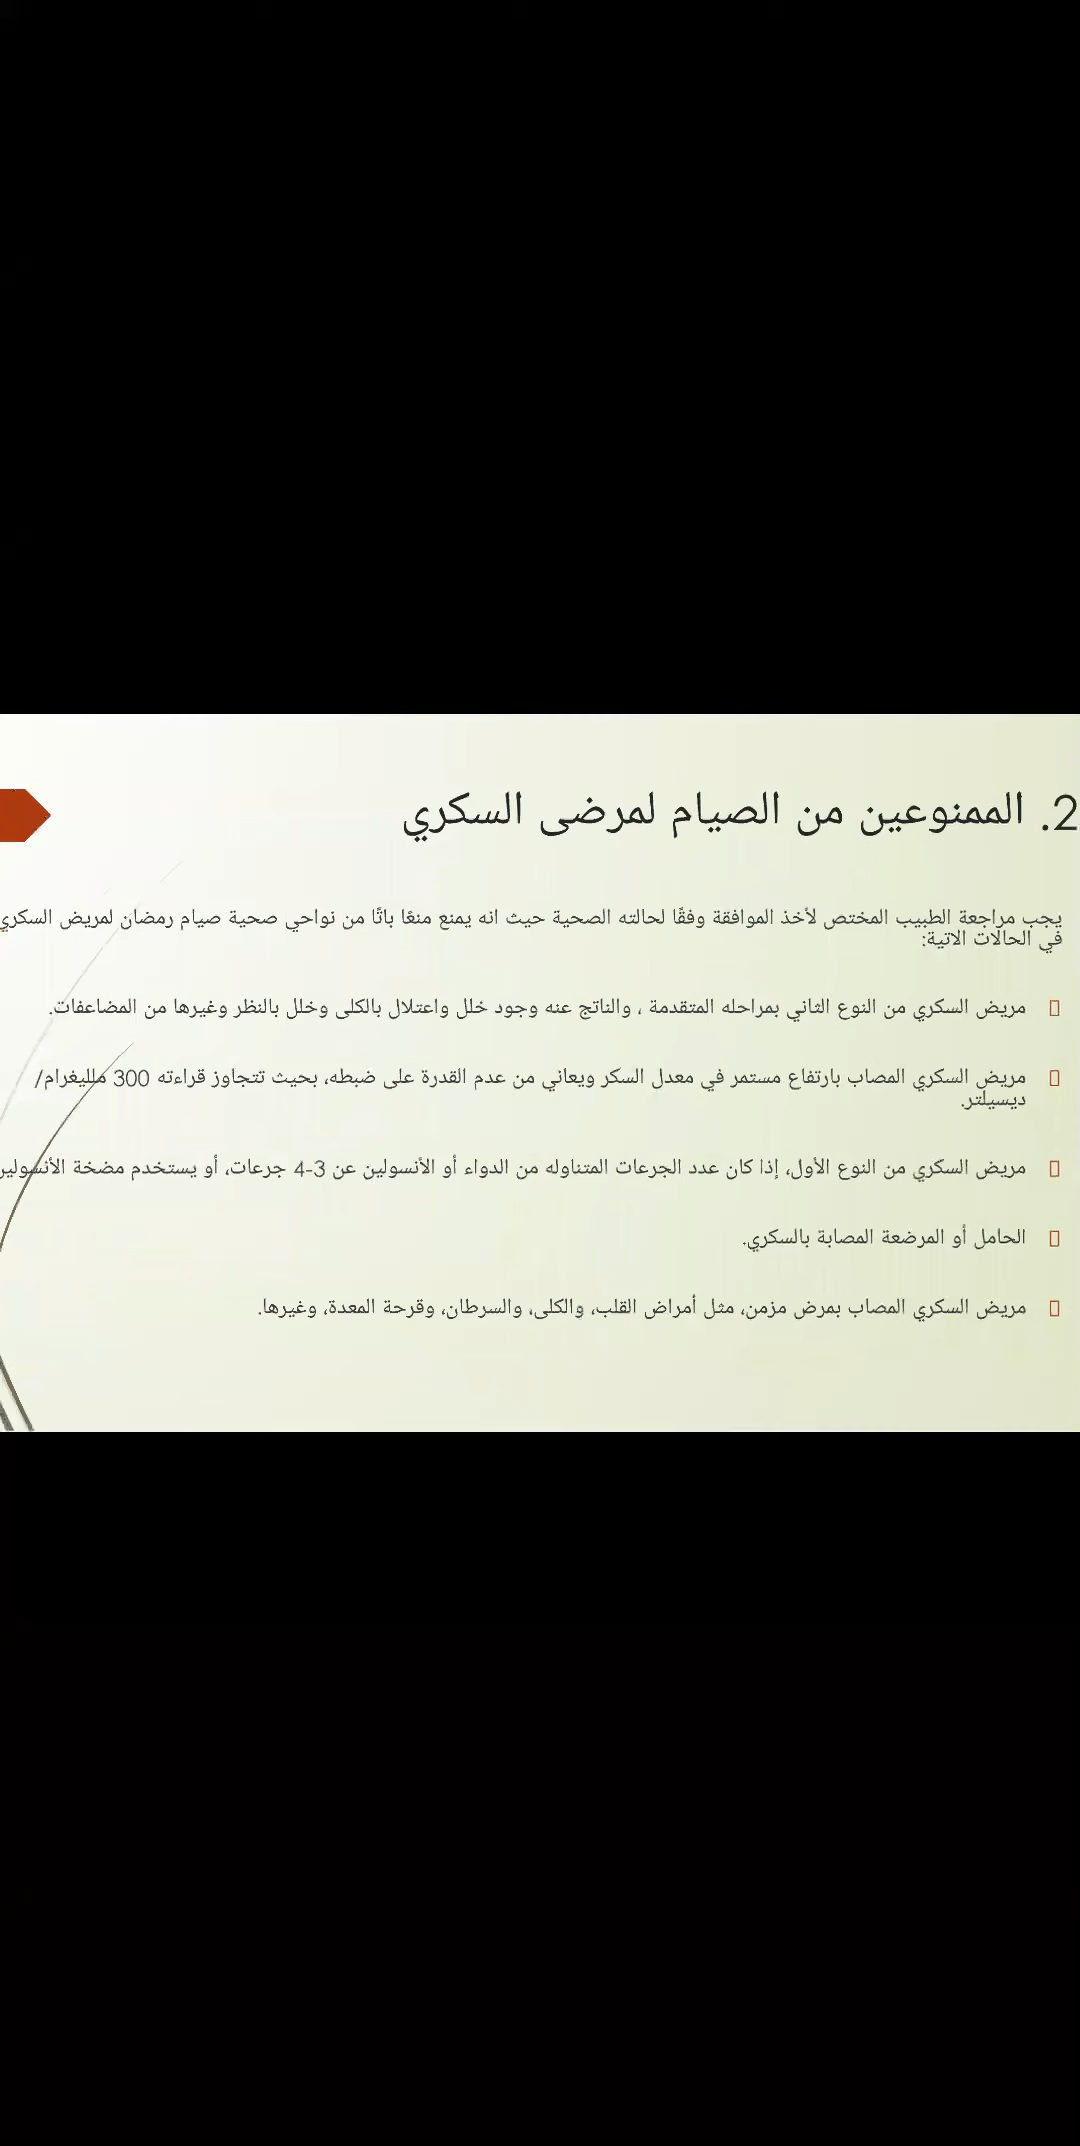 2. الممنوعين من الصيام لمرضى السكري
يجب مراجعة الطبيب المختص لأخذ الموافقة وفقًا لحالته الصحية حيث انه يمنع منعًا باتًا من نواحي صحية صيام رمضان لمريض السكري
في الحالات الاتية:
مريض السكري من النوع الثاني بمراحله المتقدمة ، والناتج عنه وجود خلل واعتلال بالكلى وخلل بالنظر وغيرها من المضاعفات.
مريض السكري المصاب بارتفاع مستمر في معدل السكر ويعاني من عدم القدرة على ضبطه، بحيث تتجاوز قراءته 300 ملليغرام/
ديسيلتر.
مريض السكري من النوع الأول، إذا كان عدد الجرعات المتناوله من الدواء أو الأنسولين عن 3-4 جرعات، أو يستخدم مضخة الأنسولين
الحامل أو المرضعة المصابة بالسكري.
مريض السكري المصاب بمرض مزمن، مثل أمراض القلب، والكلى، والسرطان، وقرحة المعدة، وغيرها.